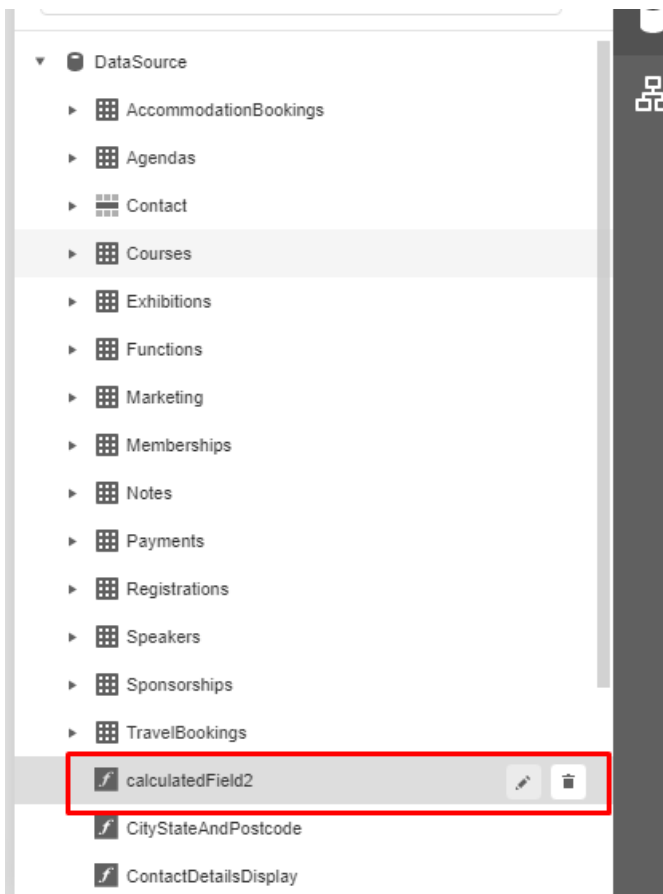 DataSource
AccommodationBookings
Agendas
Contact
Courses
Exhibitions
Functions
Marketing
Memberships
Notes
Payments
Registrations
Speakers
Sponsorships
TravelBookings
f calculatedField2
f CityStateAndPostcode
f ContactDetailsDisplay